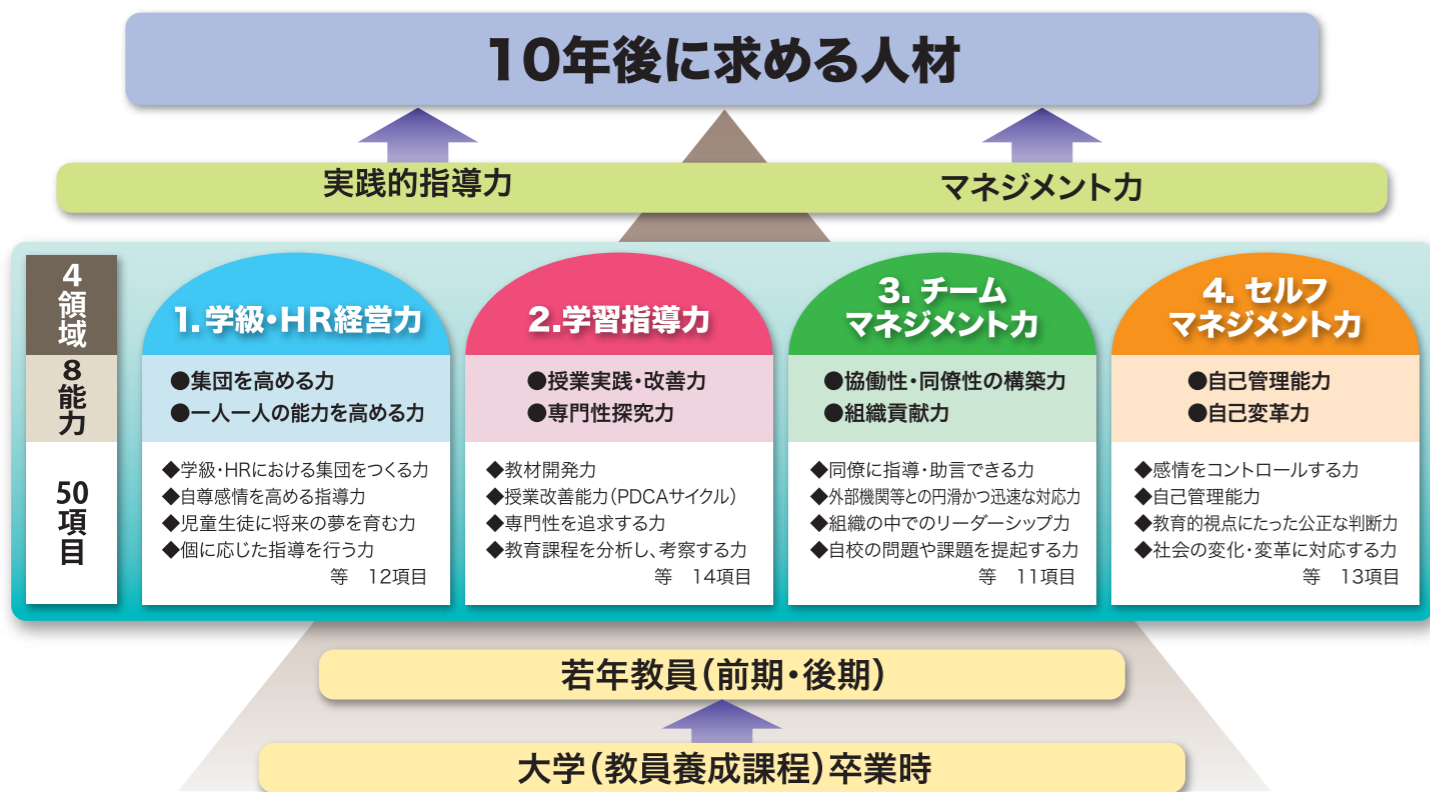 10年後に求める人材
実践的指導力
マネジメント力
4領域
8能力
50項目
1.学級・HR経営力
●集団を高める力
●一人一人の能力を高める力
◆学級・HRにおける集団をつくる力
◆自尊感情を高める指導力
◆児童生徒に将来の夢を育む力
◆個に応じた指導を行う力
等　12項目
2.学習指導力
●授業実践・改善力
●専門性探究力
◆教材開発力
◆授業改善能力(PDCAサイクル)
◆専門性を追求する力
◆教育課程を分析し、考察する力
等　14項目
3. チーム
マネジメント力
●協働性・同僚性の構築力
●組織貢献力
◆同僚に指導・助言できる力
◆外部機関等との円滑かつ迅速な対応力
◆組織の中でのリーダーシップ力
◆自校の問題や課題を提起する力
等　11項目
4. セルフ
マネジメント力
●自己管理能力
●自己変革力
◆感情をコントロールする力
◆自己管理能力
◆教育的視点にたった公正な判断力
◆社会の変化・変革に対応する力
等　13項目
若年教員(前期・後期)
大学(教員養成課程)卒業時